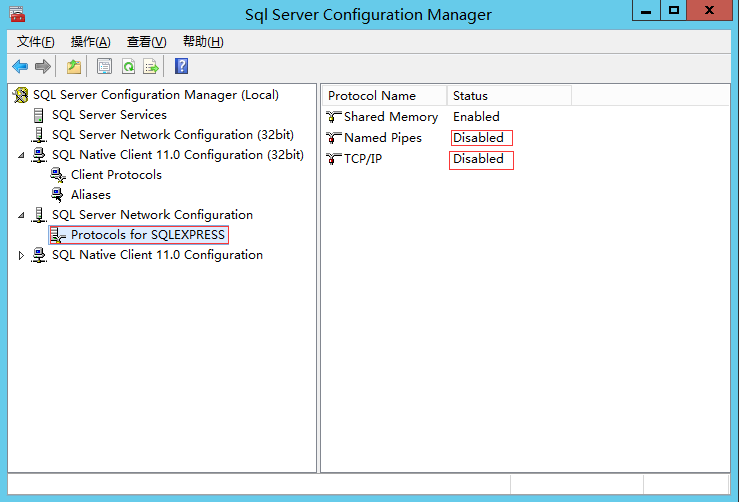 Sql Server Configuration Manager
文件(F) 操作(A) 查看(V) 帮助(H)
SQL Server Configuration Manager (Local)
SQL Server Services
SQL Server Network Configuration (32bit)
SQL Native Client 11.0 Configuration (32bit)
Client Protocols
Aliases
SQL Server Network Configuration
Protocols for SQLEXPRESS
SQL Native Client 11.0 Configuration
Protocol Name Status
Shared Memory Enabled
Named Pipes Disabled
TCP/IP Disabled